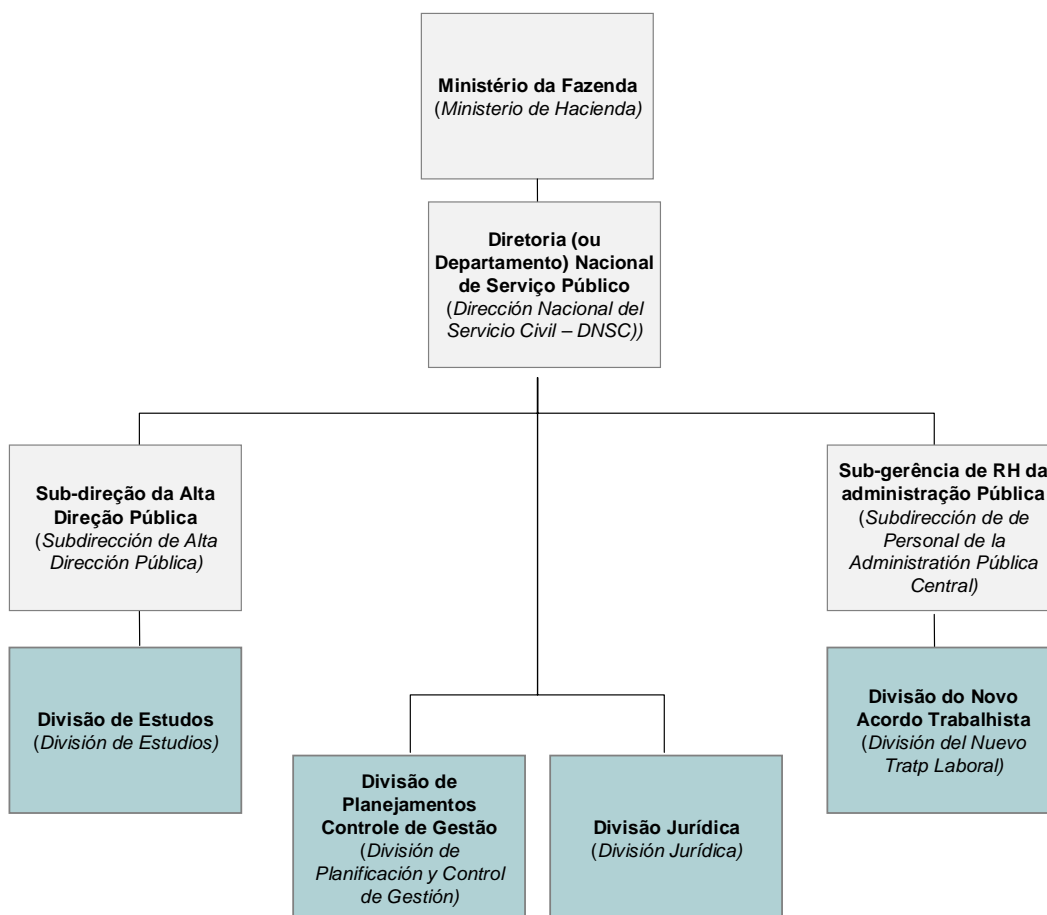 Ministério da Fazenda
(Ministerio de Hacienda)
Diretoria (ou
Departamento) Nacional
de Serviço Público
(Dirección Nacional del
Servicio Civil – DNSC))
Sub-direção da Alta
Direção Pública
(Subdirección de Alta
Dirección Pública)
Sub-gerência de RH da
administração Pública
(Subdirección de de
Personal de la
Administratión Pública
Central)
Divisão de Estudos
(División de Estudios)
Divisão do Novo
Acordo Trabalhista
(División del Nuevo
Tratp Laboral)
Divisão de
Planejamentos
Controle de Gestão
(División de
Planificación y Control
de Gestión)
Divisão Jurídica
(División Jurídica)